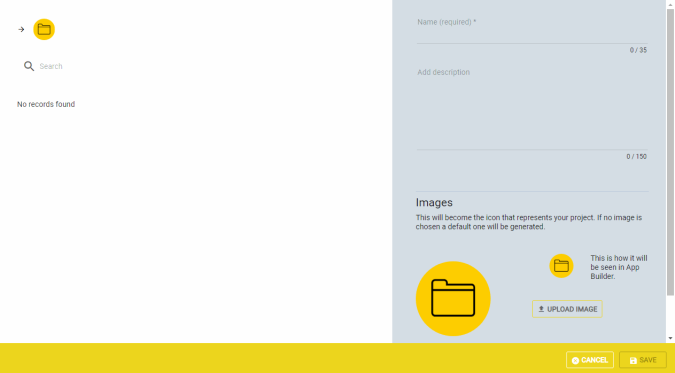 Search
No records found
Name (required) *
0 / 35
Add description
0 / 150
Images
This will become the icon that represents your project. If no image is
chosen a default one will be generated.
This is how it will
be seen in App
Builder.
UPLOAD IMAGE
CANCEL
SAVE